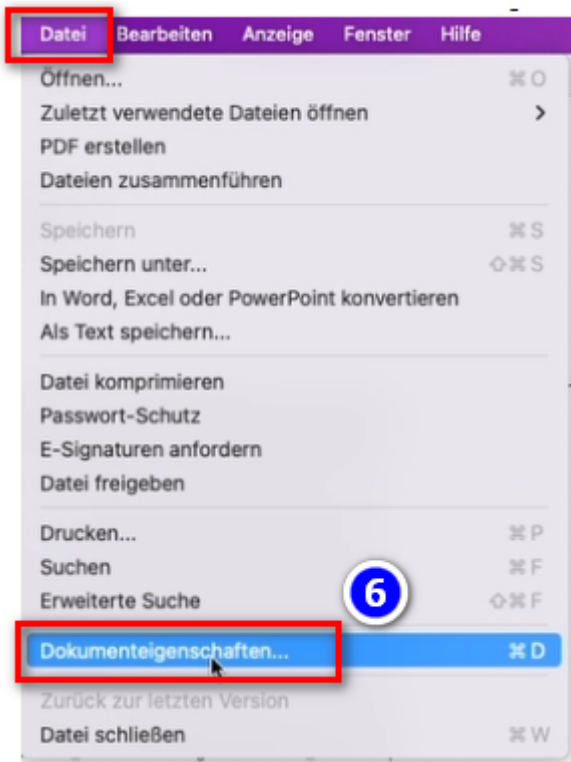 Datei Bearbeiten Anzeige Fenster Hilfe
Öffnen... ⌘ O
Zuletzt verwendete Dateien öffnen >
PDF erstellen
Dateien zusammenführen
Speichern ⌘ S
Speichern unter... ⇧⌘ S
In Word, Excel oder PowerPoint konvertieren
Als Text speichern...
Datei komprimieren
Passwort-Schutz
E-Signaturen anfordern
Datei freigeben
Drucken... ⌘ P
Suchen ⌘ F
Erweiterte Suche ⇧⌘ F
6
Dokumenteigenschaften... ⌘ D
Zurück zur letzten Version
Datei schließen ⌘ W